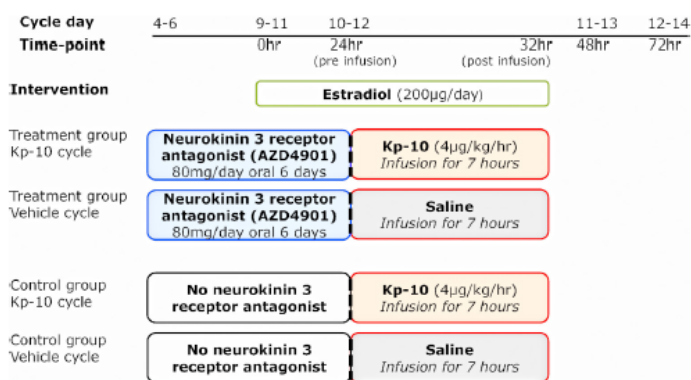 Cycle day 4-6 9-11 10-12 11-13 12-14
Time-point 0hr 24hr 32hr 48hr 72hr
(pre infusion) (post infusion)
Intervention Estradiol (200µg/day)
Treatment group
Kp-10 cycle
Neurokinin 3 receptor
antagonist (AZD4901)
80mg/day oral 6 days
Kp-10 (4µg/kg/hr)
Infusion for 7 hours
Treatment group
Vehicle cycle
Neurokinin 3 receptor
antagonist (AZD4901)
80mg/day oral 6 days
Saline
Infusion for 7 hours
Control group
Kp-10 cycle
No neurokinin 3
receptor antagonist
Kp-10 (4µg/kg/hr)
Infusion for 7 hours
Control group
Vehicle cycle
No neurokinin 3
receptor antagonist
Saline
Infusion for 7 hours